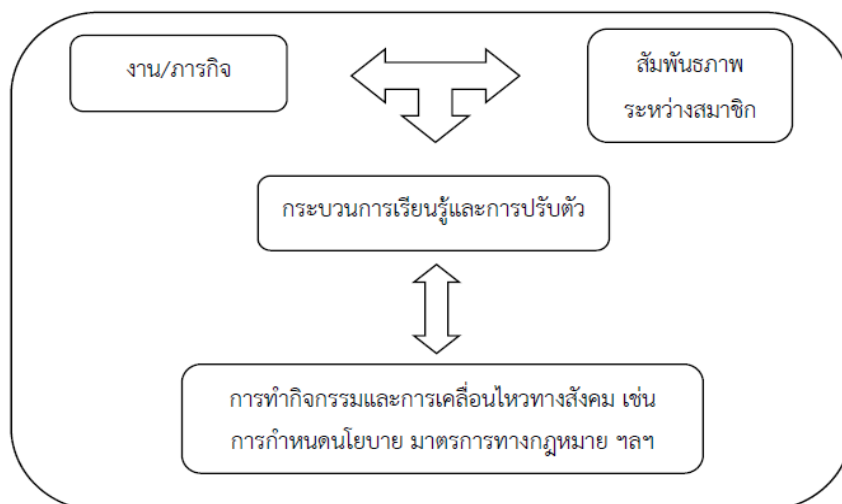 งาน/ภารกิจ
สัมพันธภาพ
ระหว่างสมาชิก
กระบวนการเรียนรู้และการปรับตัว
การทำกิจกรรมและการเคลื่อนไหวทางสังคม เช่น
การกำหนดนโยบาย มาตรการทางกฎหมาย ฯลฯ